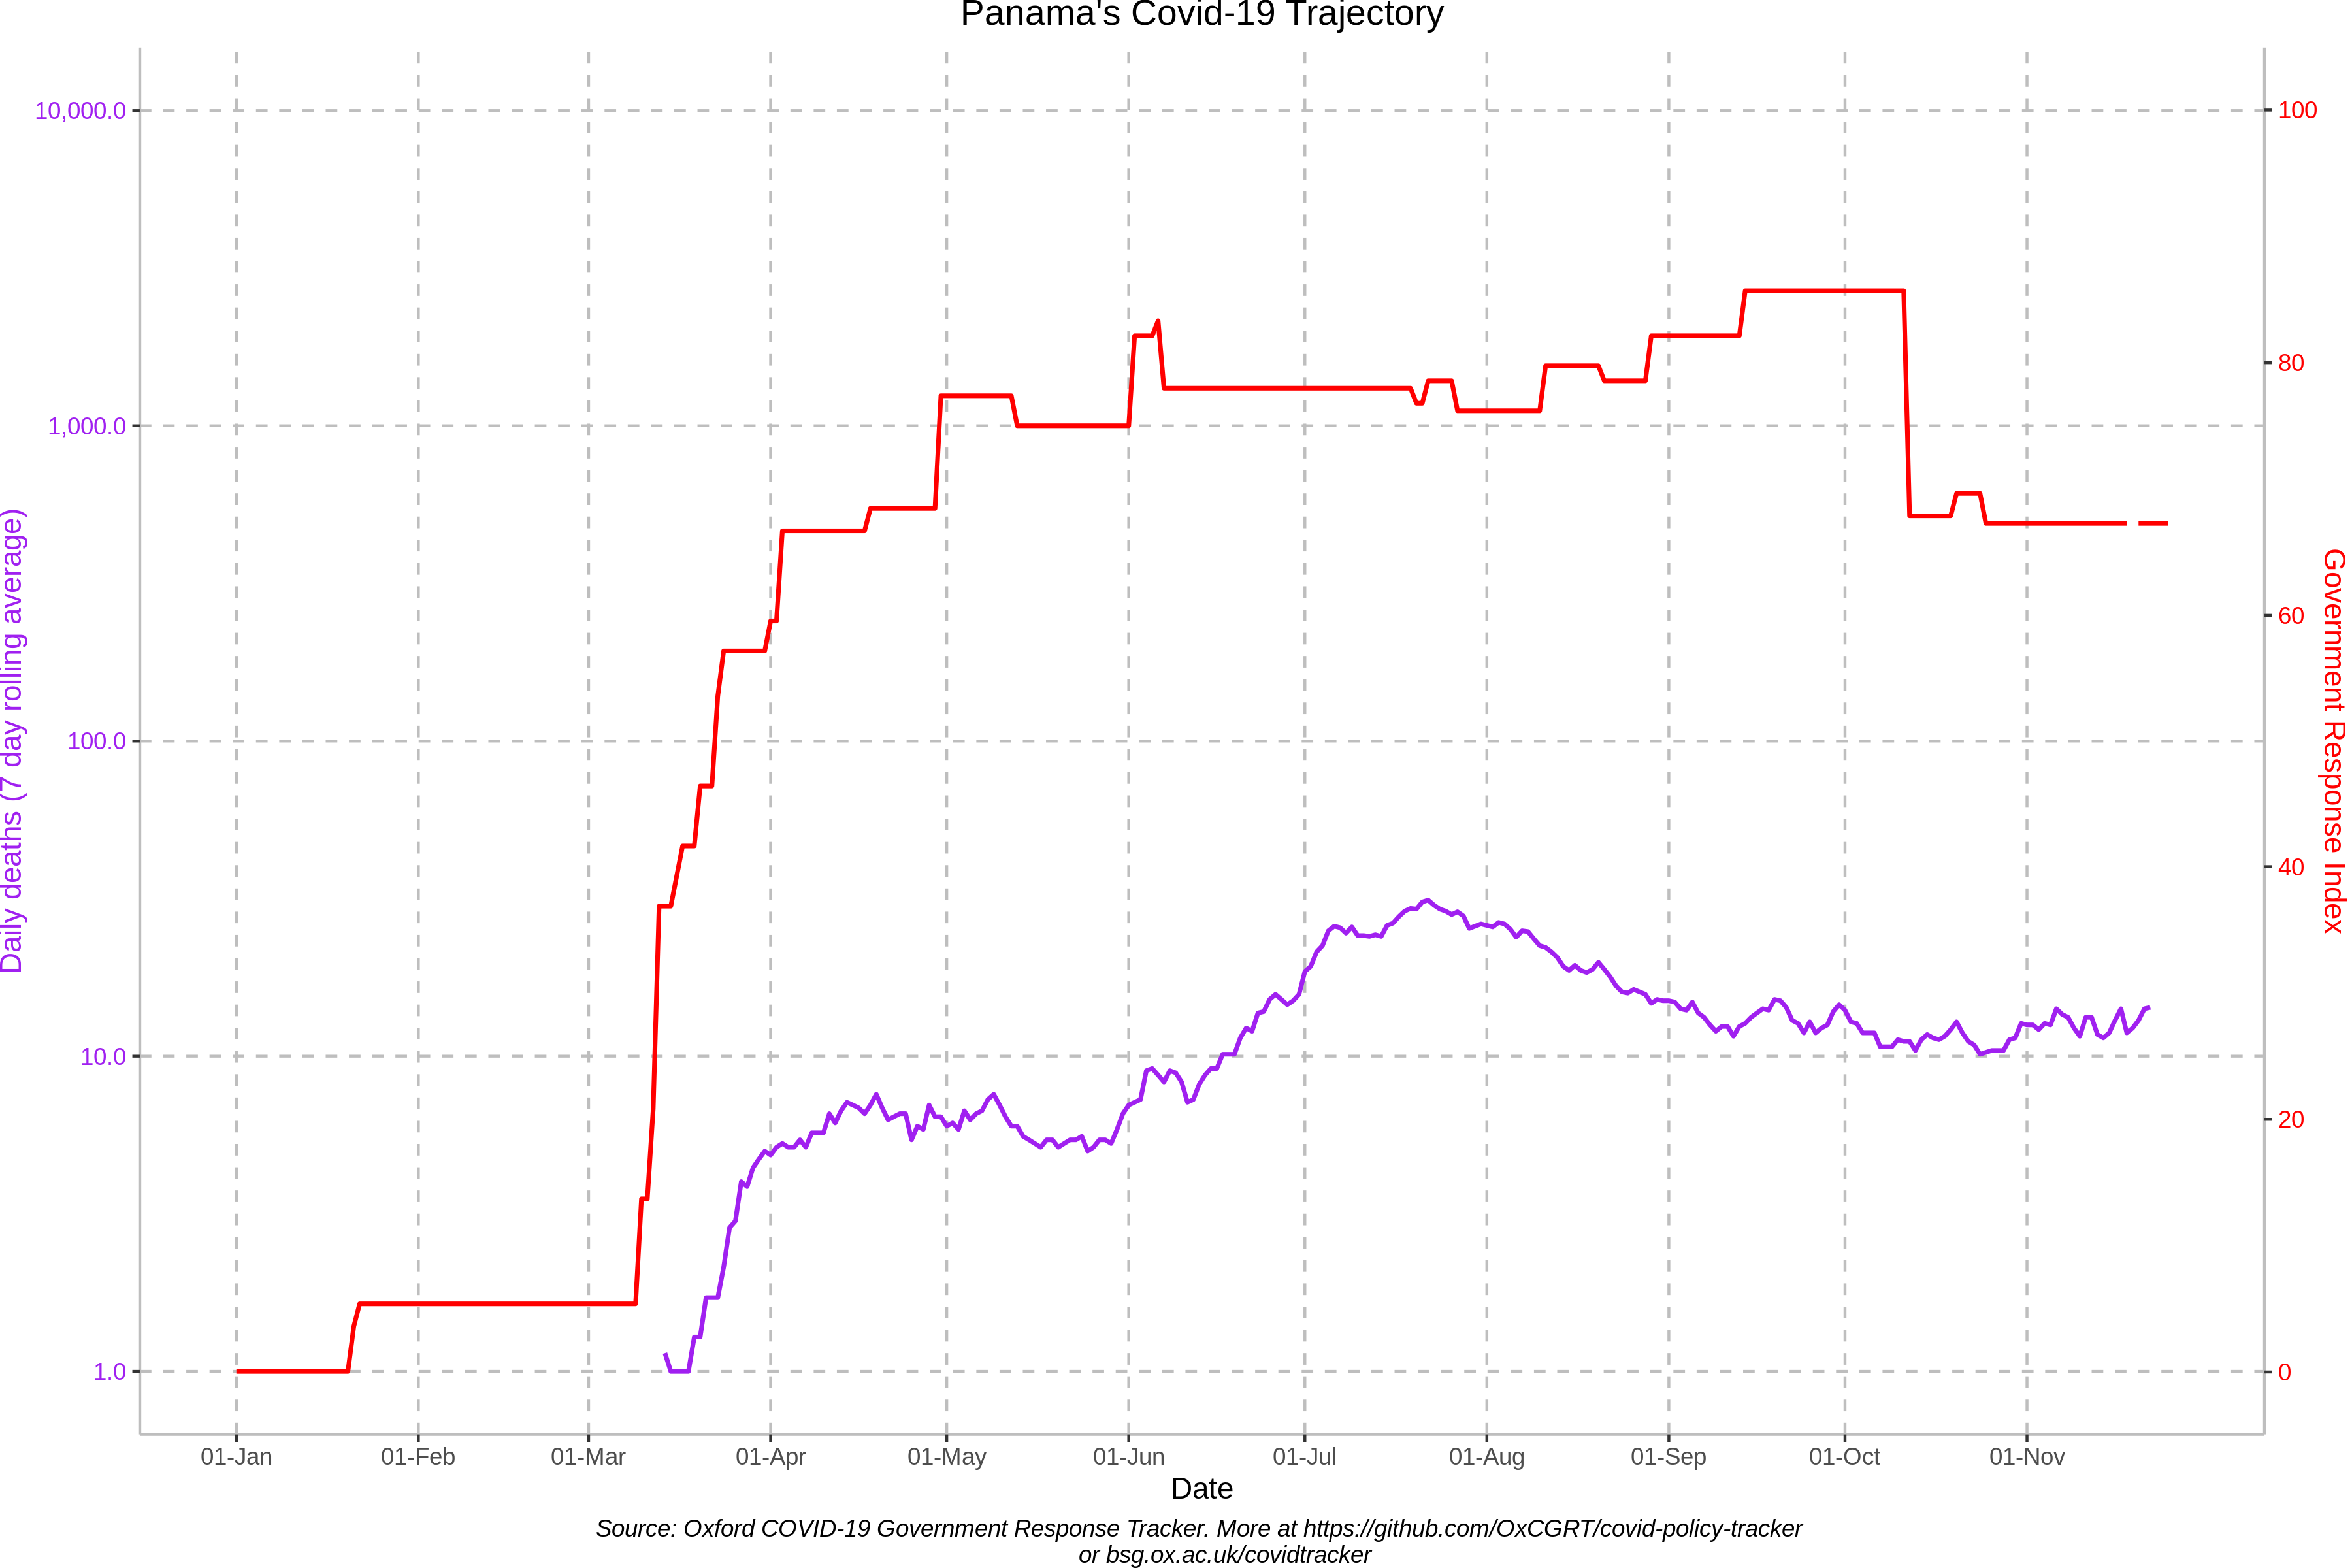 Panama's Covid-19 Trajectory
10,000.0
1,000.0
100.0
10.0
1.0
Daily deaths (7 day rolling average)
100
80
60
40
20
0
Government Response Index
01-Jan
01-Feb
01-Mar
01-Apr
01-May
01-Jun
01-Jul
01-Aug
01-Sep
01-Oct
01-Nov
Date
Source: Oxford COVID-19 Government Response Tracker. More at https://github.com/OxCGRT/covid-policy-tracker
or bsg.ox.ac.uk/covidtracker